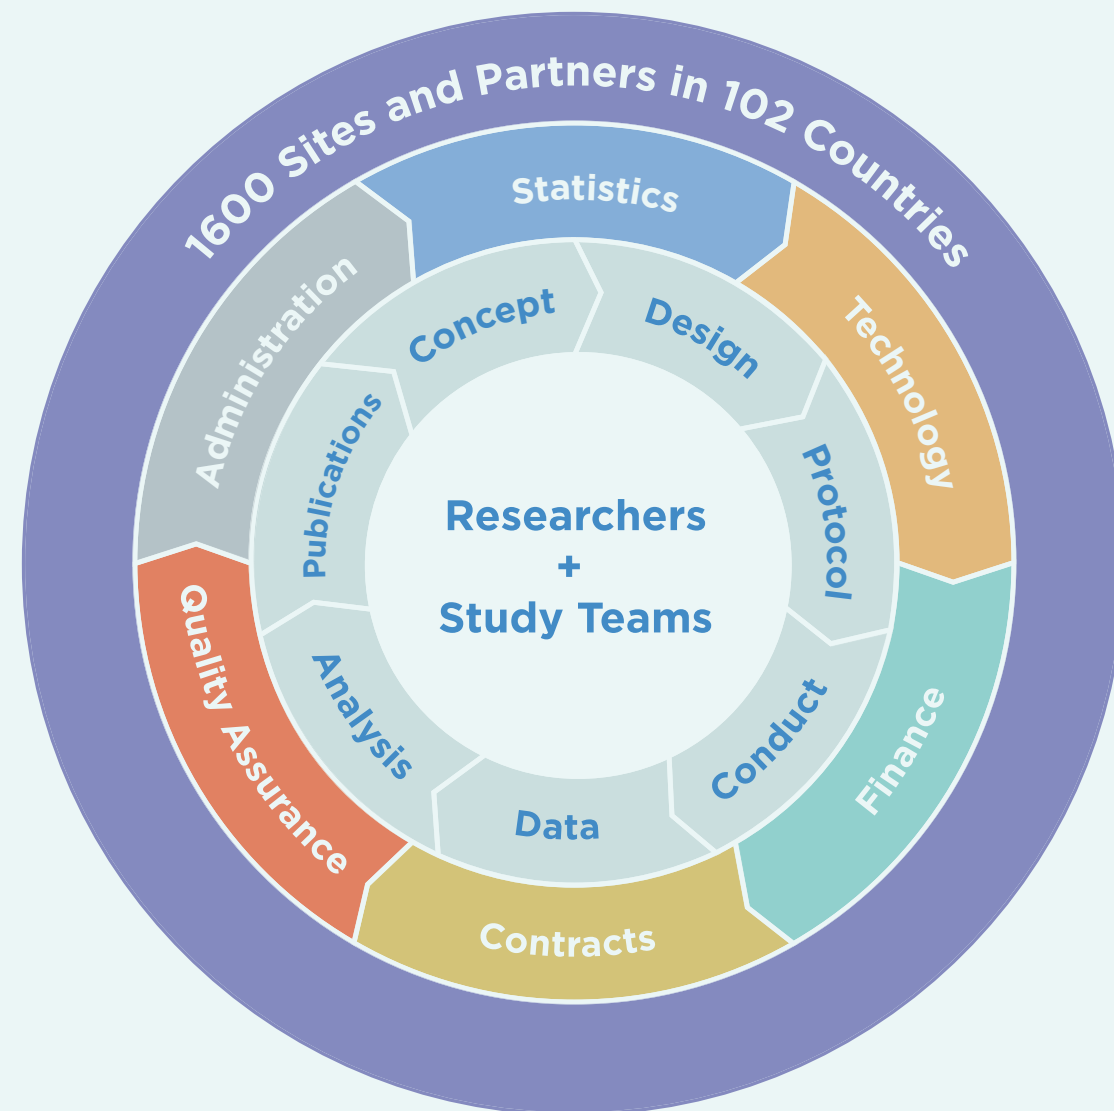 1600 Sites and Partners in 102 Countries
Statistics
Technology
Finance
Contracts
Quality Assurance
Administration
Concept
Design
Protocol
Conduct
Data
Analysis
Publications
Researchers
+
Study Teams